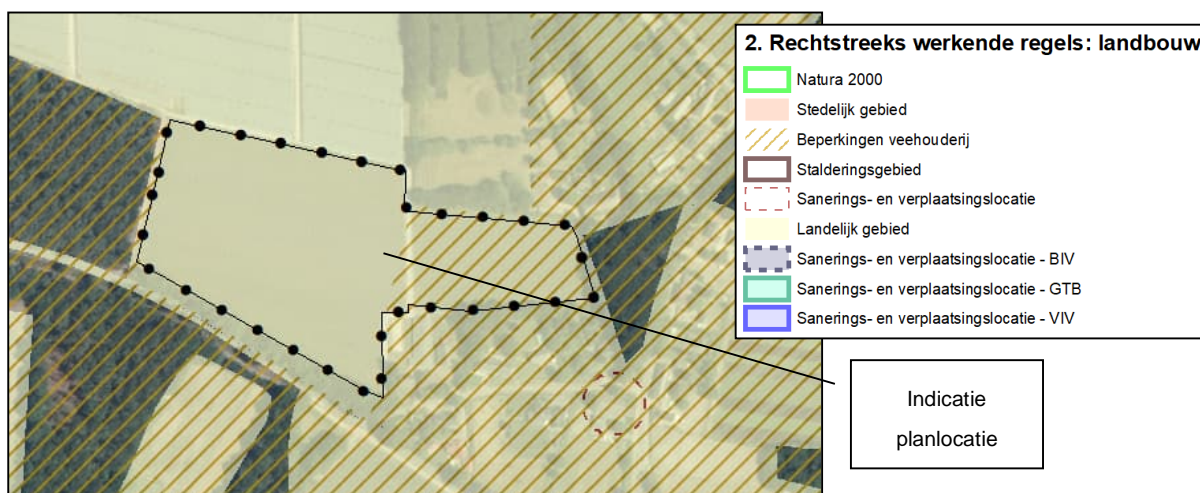 2. Rechtstreeks werkende regels: landbouw
Natura 2000
Stedelijk gebied
Beperkingen veehouderij
Stalderingsgebied
Sanerings- en verplaatsingslocatie
Landelijk gebied
Sanerings- en verplaatsingslocatie - BIV
Sanerings- en verplaatsingslocatie - GTB
Sanerings- en verplaatsingslocatie - VIV
Indicatie
planlocatie